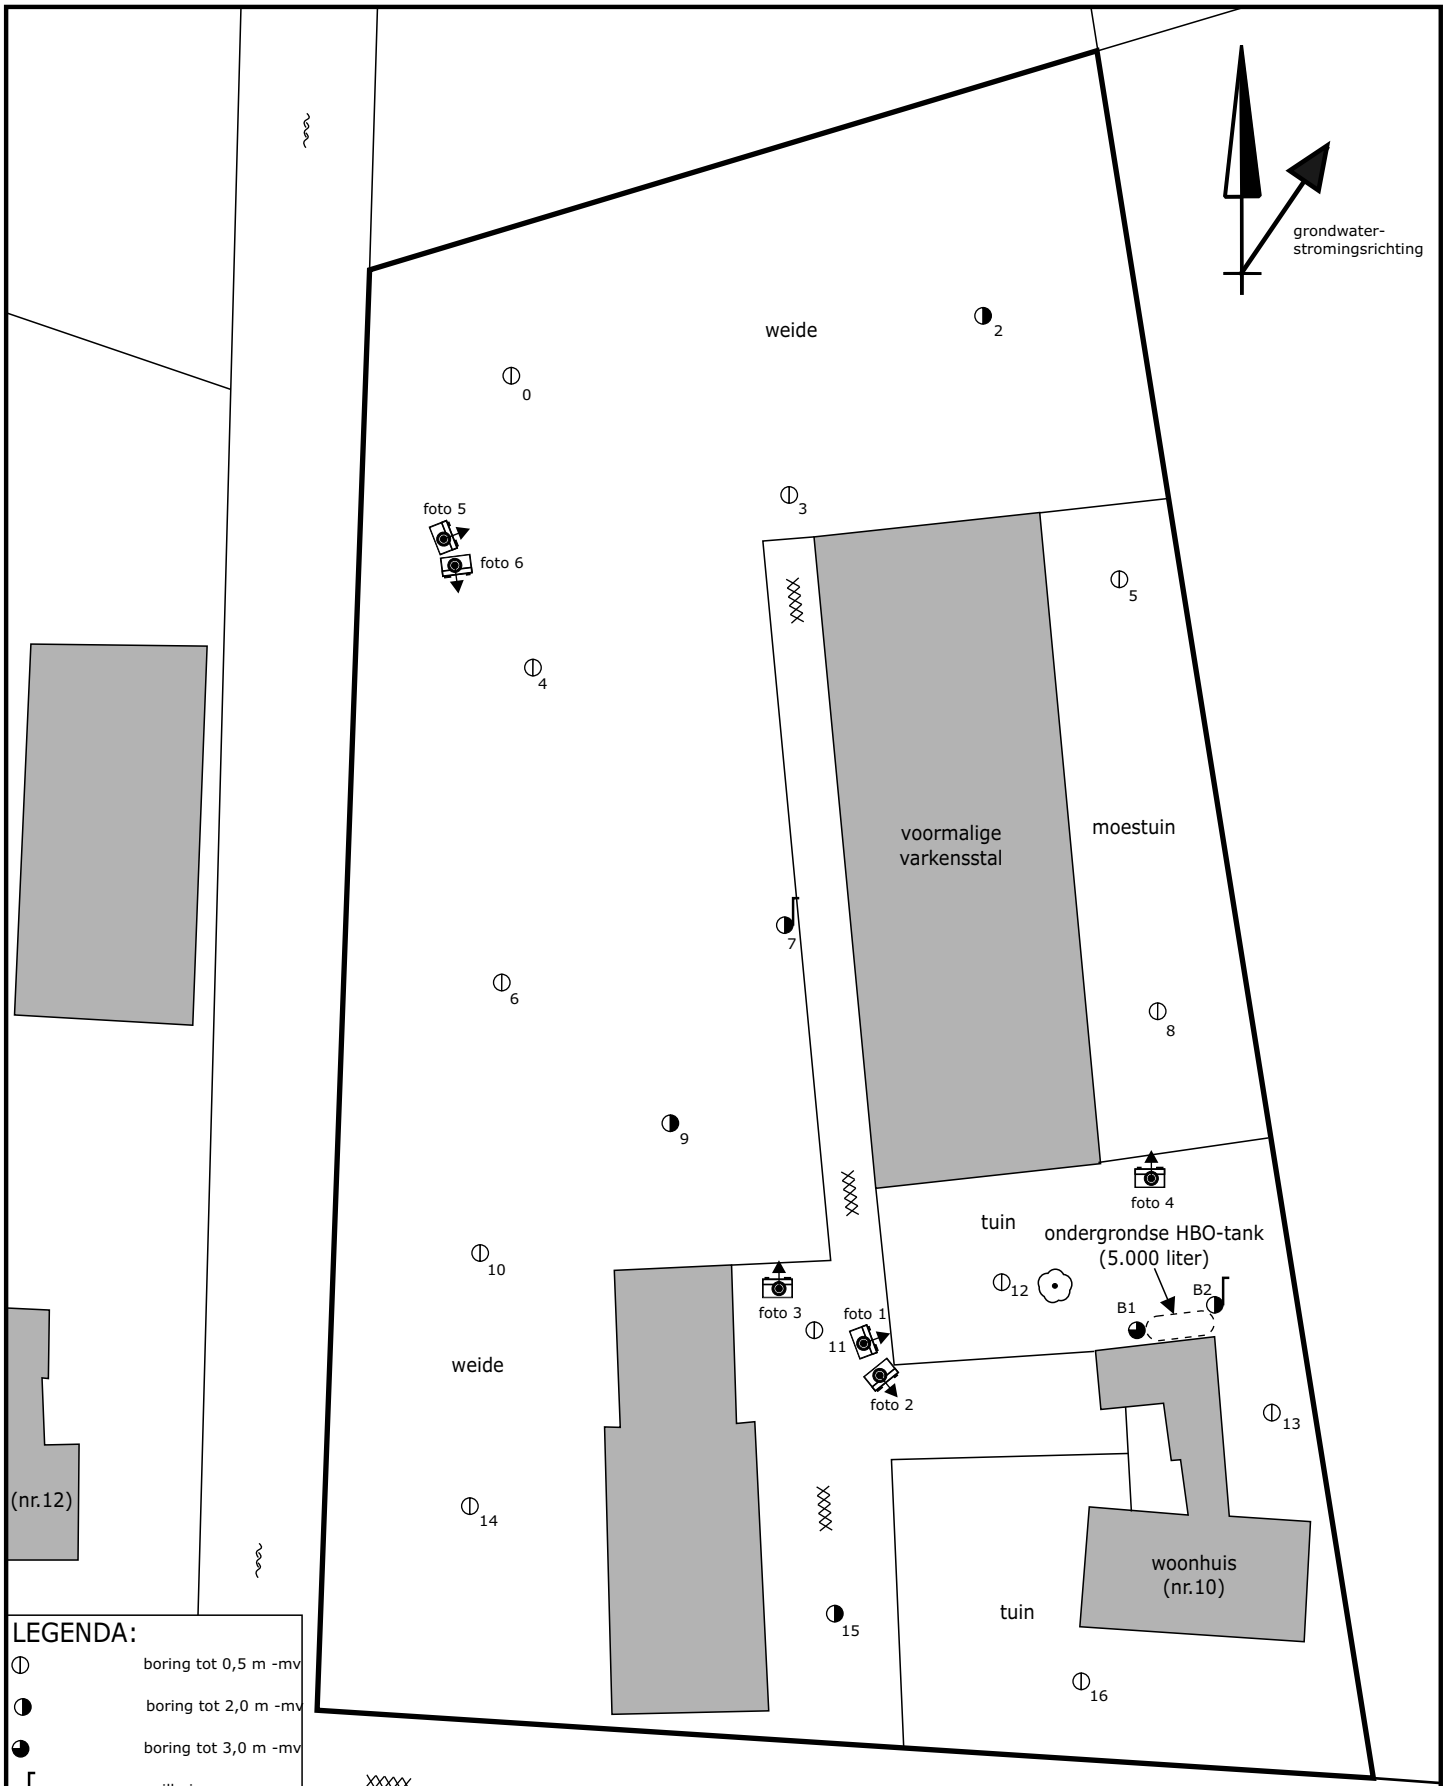 grondwater-
stromingsrichting
weide
2
0
3
foto 5
foto 6
5
4
voormalige
varkensstal
moestuin
7
6
8
9
foto 4
tuin
ondergrondse HBO-tank
(5.000 liter)
10
12
B2
B1
foto 3
foto 1
11
weide
foto 2
13
(nr.12)
14
woonhuis
(nr.10)
tuin
15
16
LEGENDA:
boring tot 0,5 m -mv
boring tot 2,0 m -mv
boring tot 3,0 m -mv